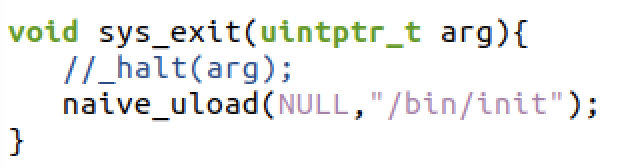 void sys_exit(uintptr_t arg){
//_halt(arg);
naive_uload(NULL,"/bin/init");
}